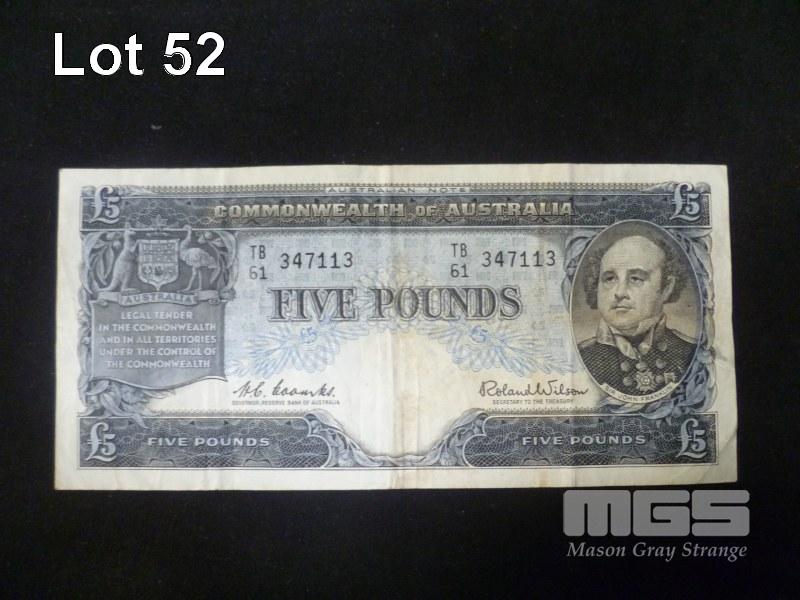 Lot 52
AUSTRALIAN NOTE
£5 COMMONWEALTH OF AUSTRALIA £5
TB 61 347113 TB 61 347113
FIVE POUNDS
AUSTRALIA
LEGAL TENDER
IN THE COMMONWEALTH
AND IN ALL TERRITORIES
UNDER THE CONTROL OF
THE COMMONWEALTH
£5 £5
SIR JOHN FRANKLIN
H.C. Coombs. Roland Wilson
GOVERNOR, RESERVE BANK OF AUSTRALIA SECRETARY TO THE TREASURY
£5 FIVE POUNDS FIVE POUNDS £5
MGS
Mason Gray Strange